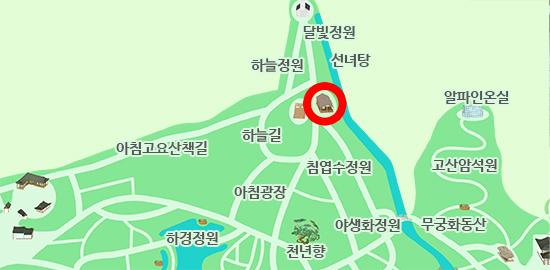 달빛정원
하늘정원
선녀탕
알파인온실
하늘길
아침고요산책길
침엽수정원
고산암석원
아침광장
하경정원
천년향
야생화정원
무궁화동산